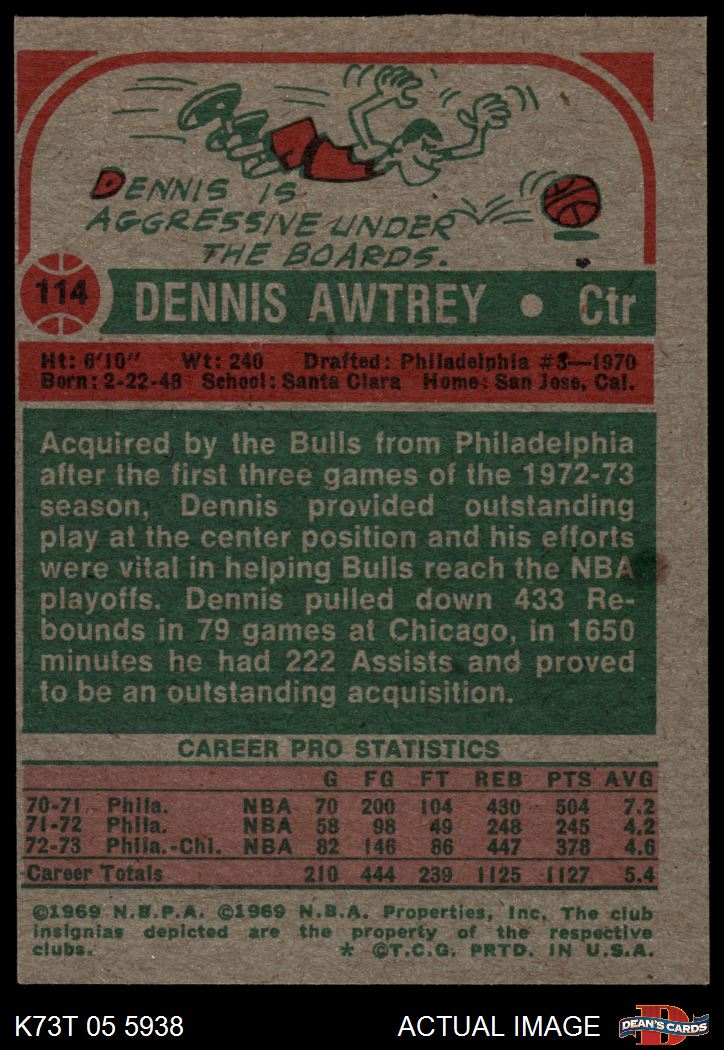 DENNIS IS
AGGRESSIVE UNDER
THE BOARDS.
114 DENNIS AWTREY • Ctr
Ht: 6'10" Wt: 240 Drafted: Philadelphia #3—1970
Born: 2-22-48 School: Santa Clara Home: San Jose, Cal.
Acquired by the Bulls from Philadelphia
after the first three games of the 1972-73
season, Dennis provided outstanding
play at the center position and his efforts
were vital in helping Bulls reach the NBA
playoffs. Dennis pulled down 433 Re-
bounds in 79 games at Chicago, in 1650
minutes he had 222 Assists and proved
to be an outstanding acquisition.
CAREER PRO STATISTICS
G FG FT REB PTS AVG
70-71 Phila. NBA 70 200 104 430 504 7.2
71-72 Phila. NBA 58 98 49 248 245 4.2
72-73 Phila.-Chi. NBA 82 146 86 447 378 4.6
Career Totals 210 444 239 1125 1127 5.4
©1969 N.B.P.A. ©1969 N.B.A. Properties, Inc. The club
insignias depicted are the property of the respective
clubs. * ©T.C.G. PRTD. IN U.S.A.
K73T 05 5938 ACTUAL IMAGE DEAN'S CARDS